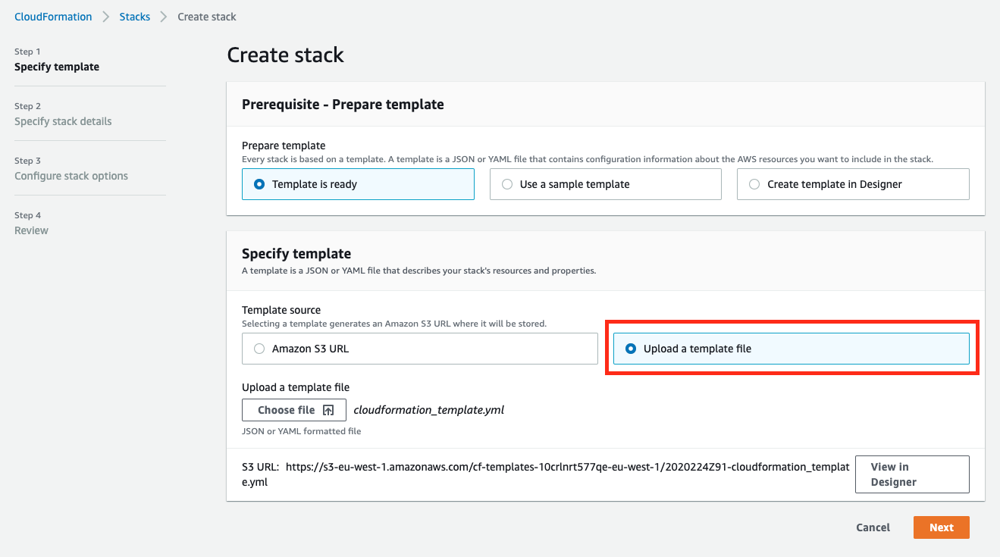 CloudFormation > Stacks > Create stack
Step 1
Specify template
Step 2
Specify stack details
Step 3
Configure stack options
Step 4
Review
Create stack
Prerequisite - Prepare template
Prepare template
Every stack is based on a template. A template is a JSON or YAML file that contains configuration information about the AWS resources you want to include in the stack.
Template is ready
Use a sample template
Create template in Designer
Specify template
A template is a JSON or YAML file that describes your stack's resources and properties.
Template source
Selecting a template generates an Amazon S3 URL where it will be stored.
Amazon S3 URL
Upload a template file
Upload a template file
Choose file cloudformation_template.yml
JSON or YAML formatted file
S3 URL: https://s3-eu-west-1.amazonaws.com/cf-templates-10crlnrt577qe-eu-west-1/2020224Z91-cloudformation_templat
e.yml
View in
Designer
Cancel
Next